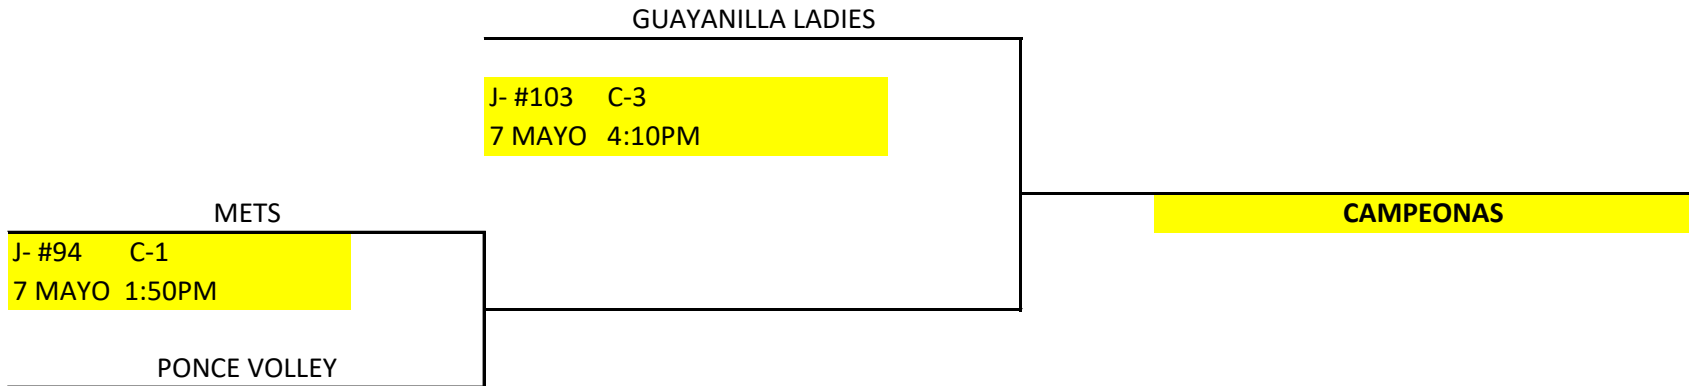 GUAYANILLA LADIES
J- #103 C-3
7 MAYO 4:10PM
METS
CAMPEONAS
J- #94 C-1
7 MAYO 1:50PM
PONCE VOLLEY